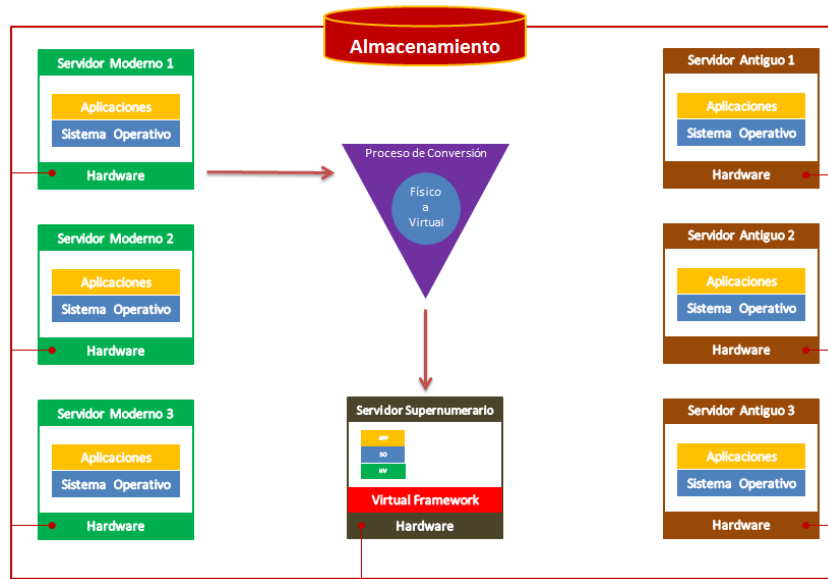 Almacenamiento
Servidor Moderno 1
Aplicaciones
Sistema Operativo
Hardware
Servidor Moderno 2
Aplicaciones
Sistema Operativo
Hardware
Servidor Moderno 3
Aplicaciones
Sistema Operativo
Hardware
Proceso de Conversión
Físico
a
Virtual
Servidor Supernumerario
APP
SO
HV
Virtual Framework
Hardware
Servidor Antiguo 1
Aplicaciones
Sistema Operativo
Hardware
Servidor Antiguo 2
Aplicaciones
Sistema Operativo
Hardware
Servidor Antiguo 3
Aplicaciones
Sistema Operativo
Hardware